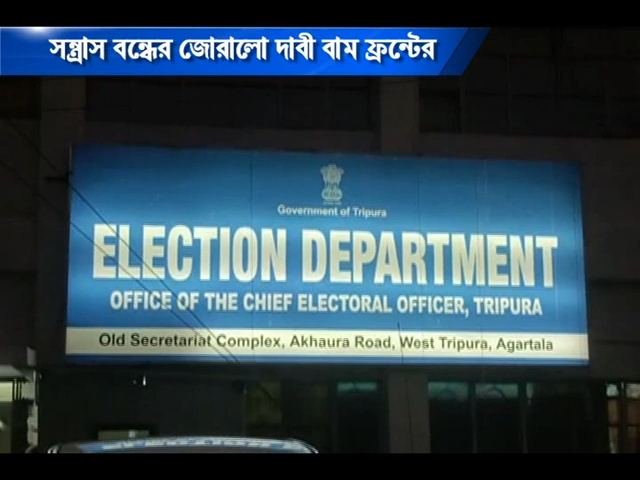 সন্ত্রাস বন্ধের জোরালো দাবী বাম ফ্রন্টের
Government of Tripura
ELECTION DEPARTMENT
OFFICE OF THE CHIEF ELECTORAL OFFICER, TRIPURA
Old Secretariat Complex, Akhaura Road, West Tripura, Agartala